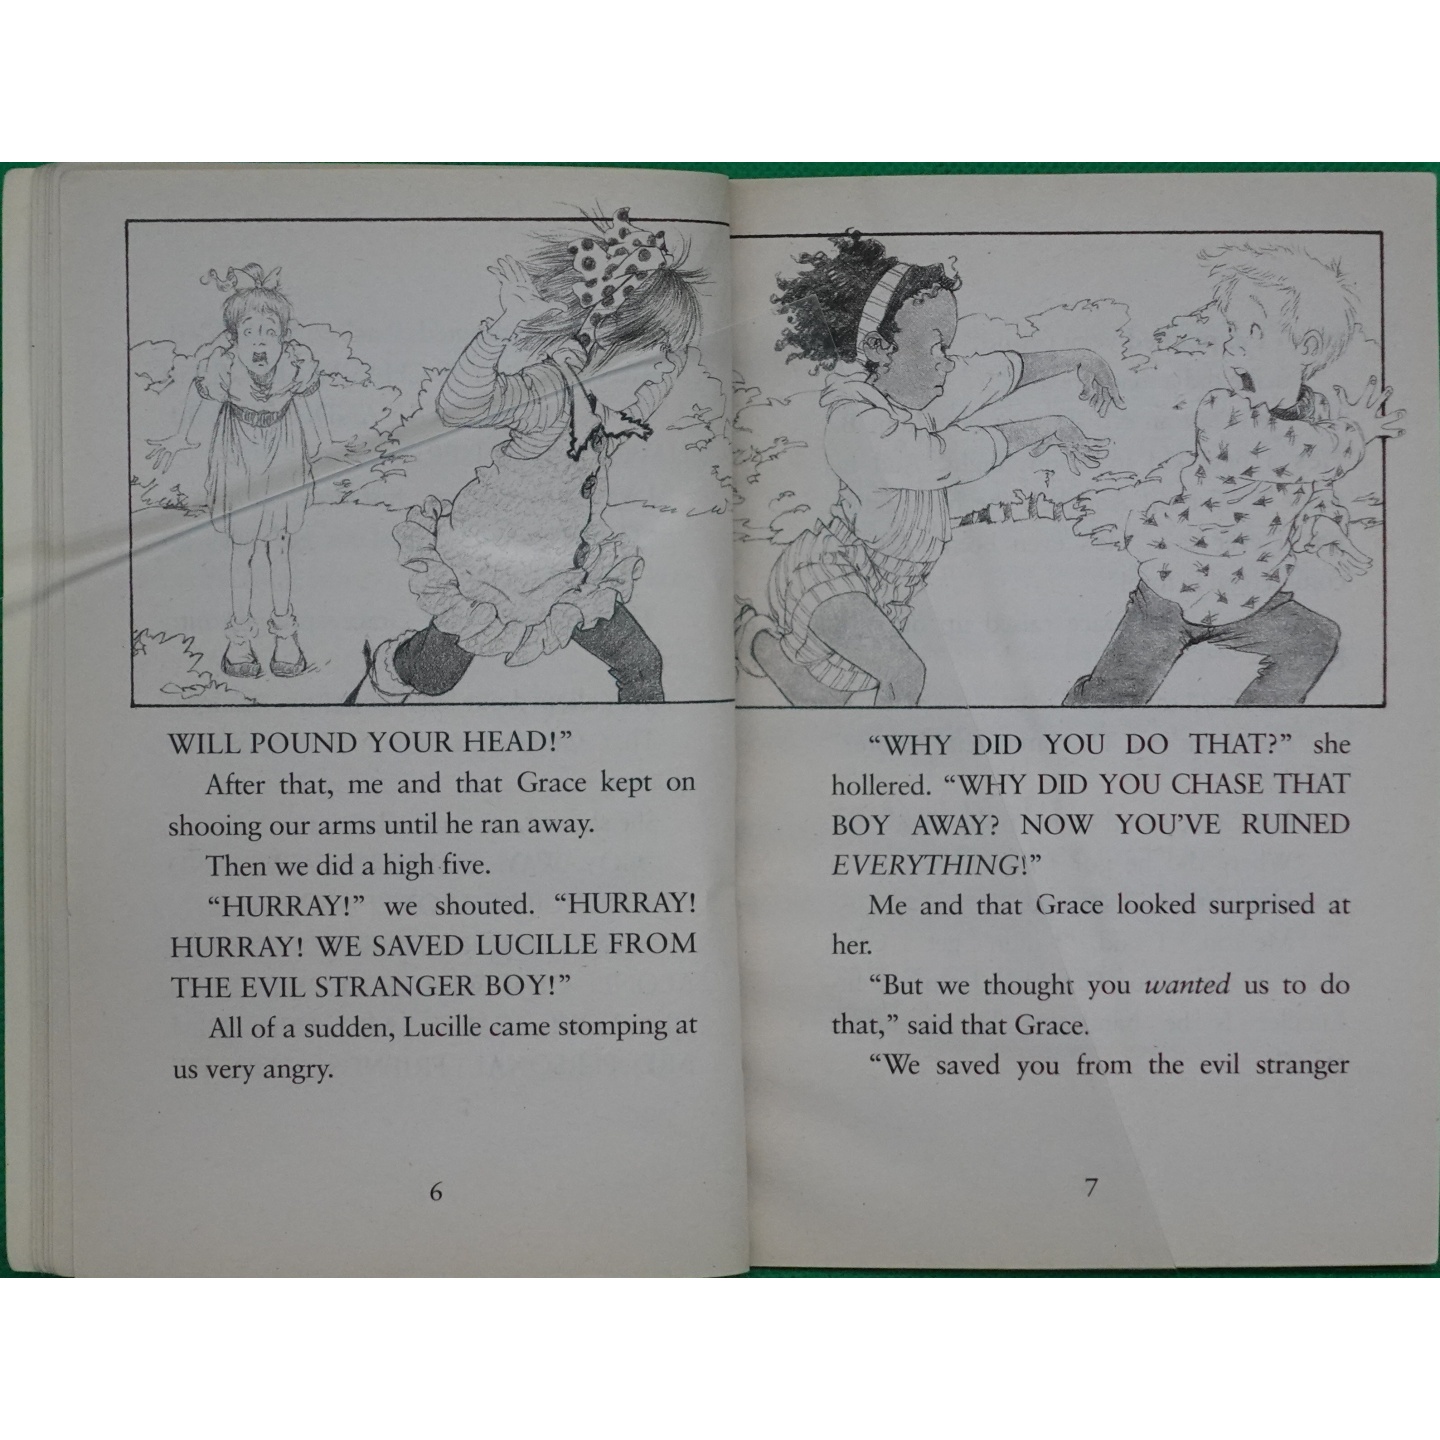 WILL POUND YOUR HEAD!”
After that, me and that Grace kept on
shooing our arms until he ran away.
Then we did a high five.
“HURRAY!” we shouted. “HURRAY!
HURRAY! WE SAVED LUCILLE FROM
THE EVIL STRANGER BOY!”
All of a sudden, Lucille came stomping at
us very angry.
6
“WHY DID YOU DO THAT?” she
hollered. “WHY DID YOU CHASE THAT
BOY AWAY? NOW YOU’VE RUINED
EVERYTHING!”
Me and that Grace looked surprised at
her.
“But we thought you wanted us to do
that,” said that Grace.
“We saved you from the evil stranger
7